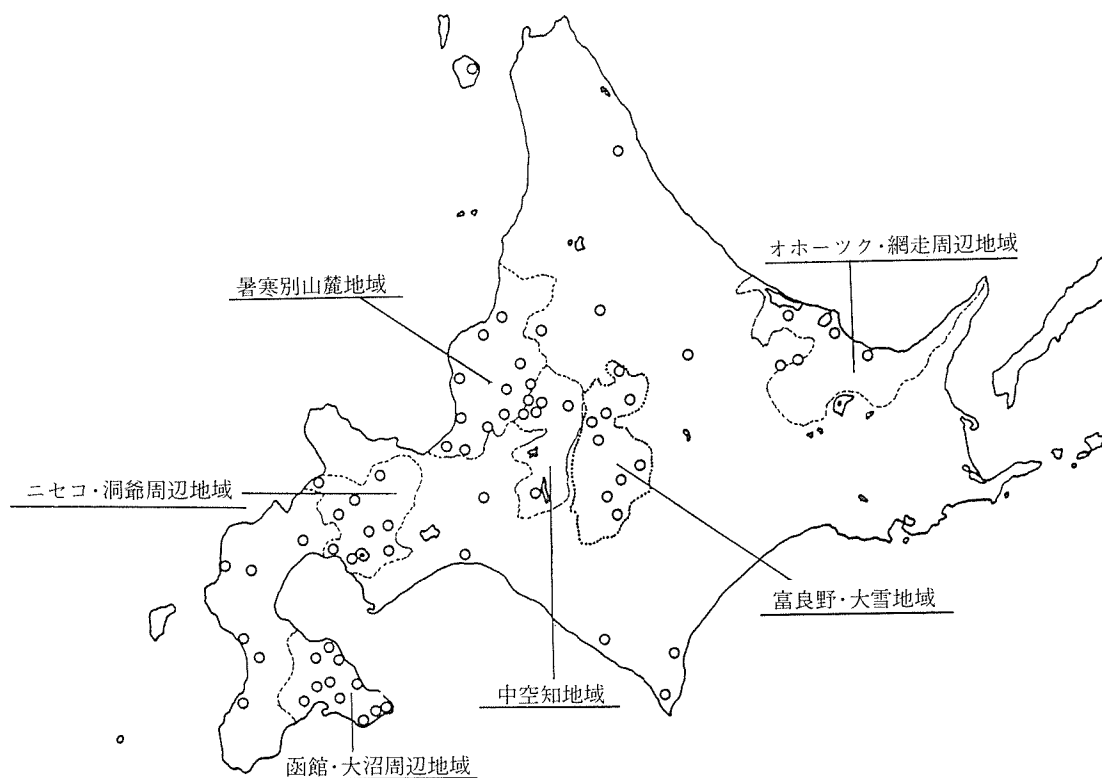 オホーツク・網走周辺地域
暑寒別山麓地域
ニセコ・洞爺周辺地域
富良野・大雪地域
中空知地域
函館・大沼周辺地域